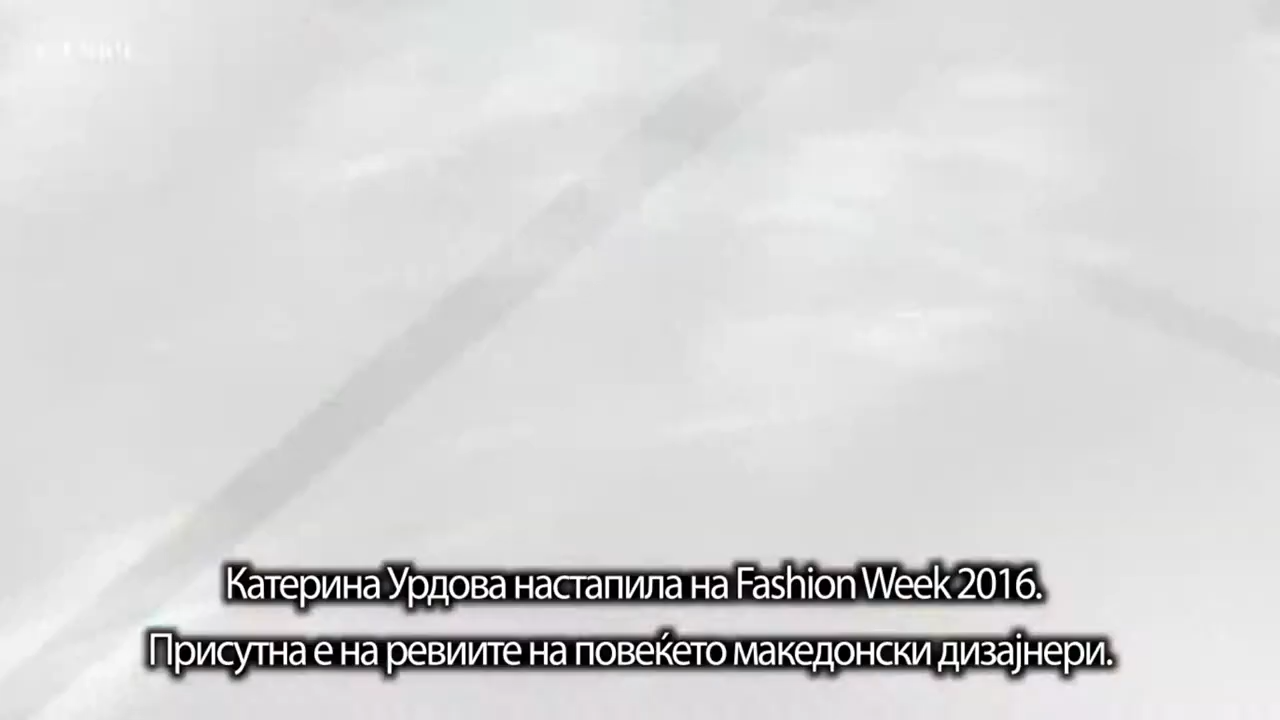 Катерина Урдова настапила на Fashion Week 2016.
Присутна е на ревиите на повеќето македонски дизајнери.